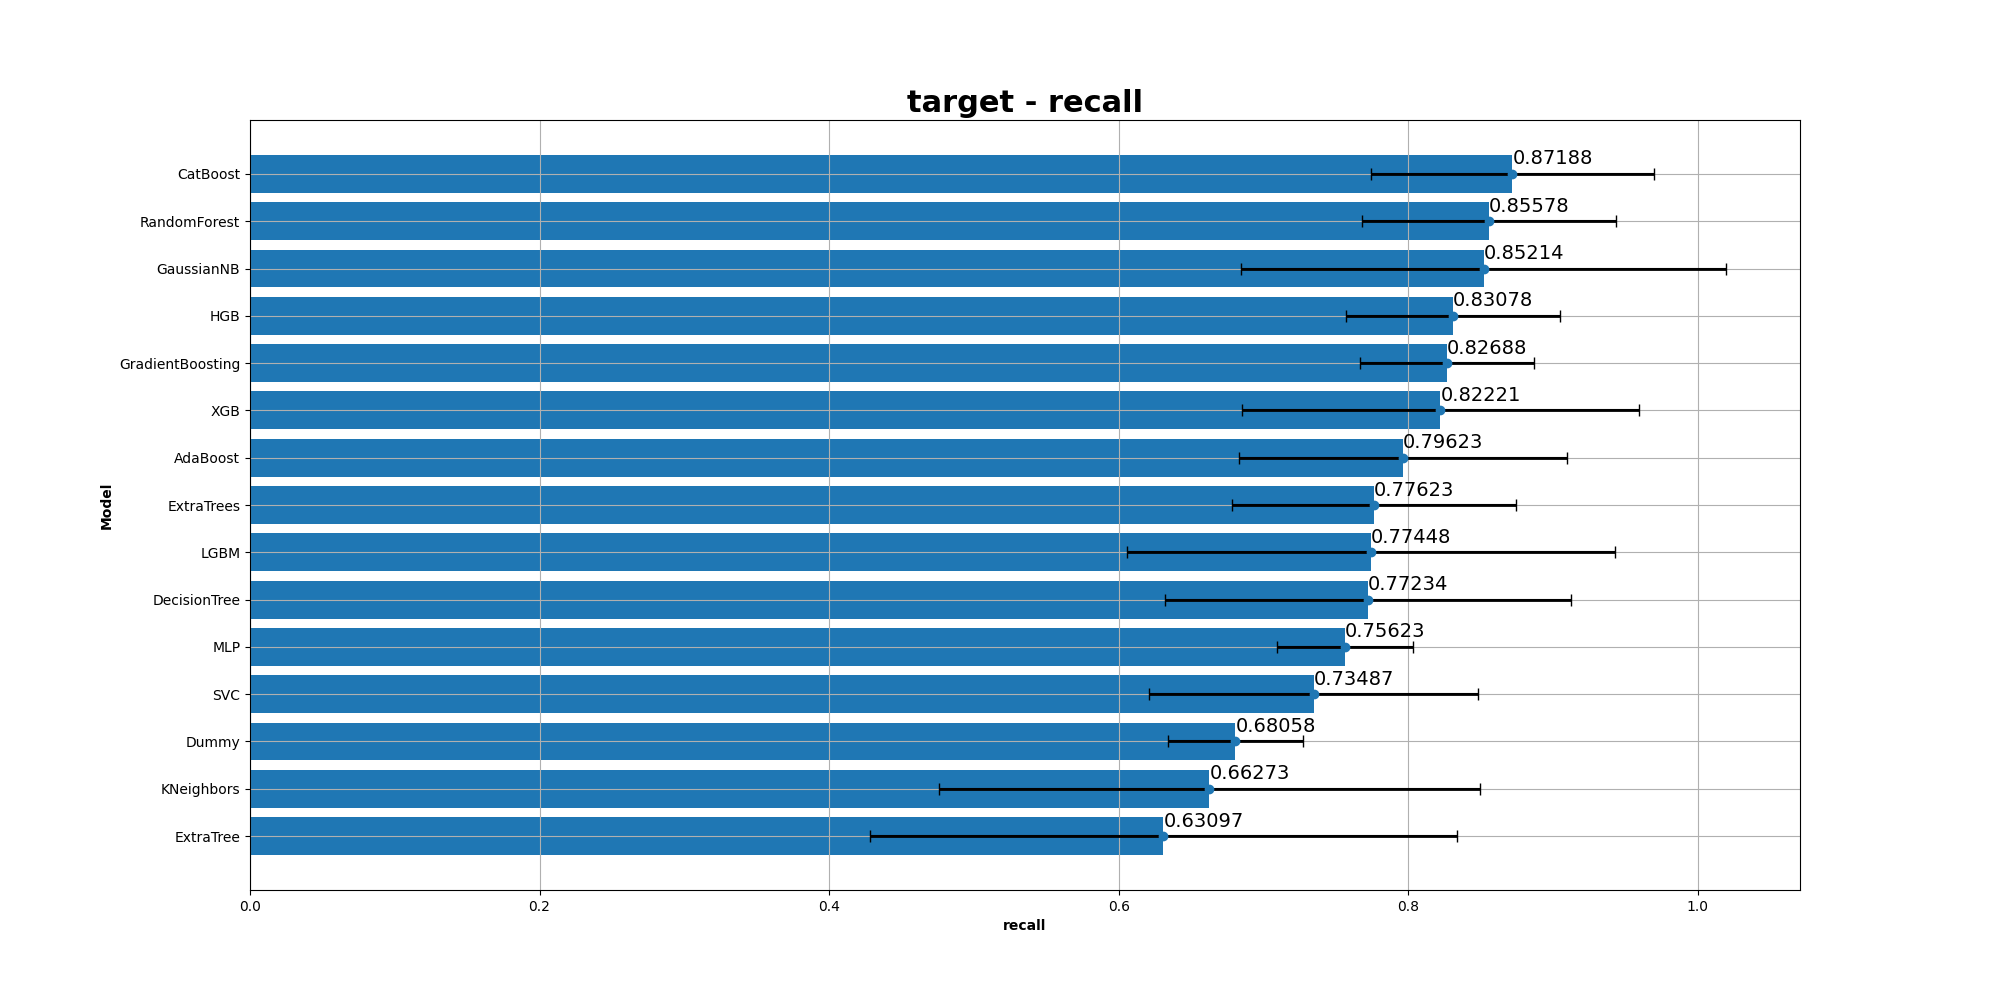 target - recall
CatBoost 0.87188
RandomForest 0.85578
GaussianNB 0.85214
HGB 0.83078
GradientBoosting 0.82688
XGB 0.82221
AdaBoost 0.79623
ExtraTrees 0.77623
LGBM 0.77448
DecisionTree 0.77234
MLP 0.75623
SVC 0.73487
Dummy 0.68058
KNeighbors 0.66273
ExtraTree 0.63097
Model
0.0 0.2 0.4 0.6 0.8 1.0
recall